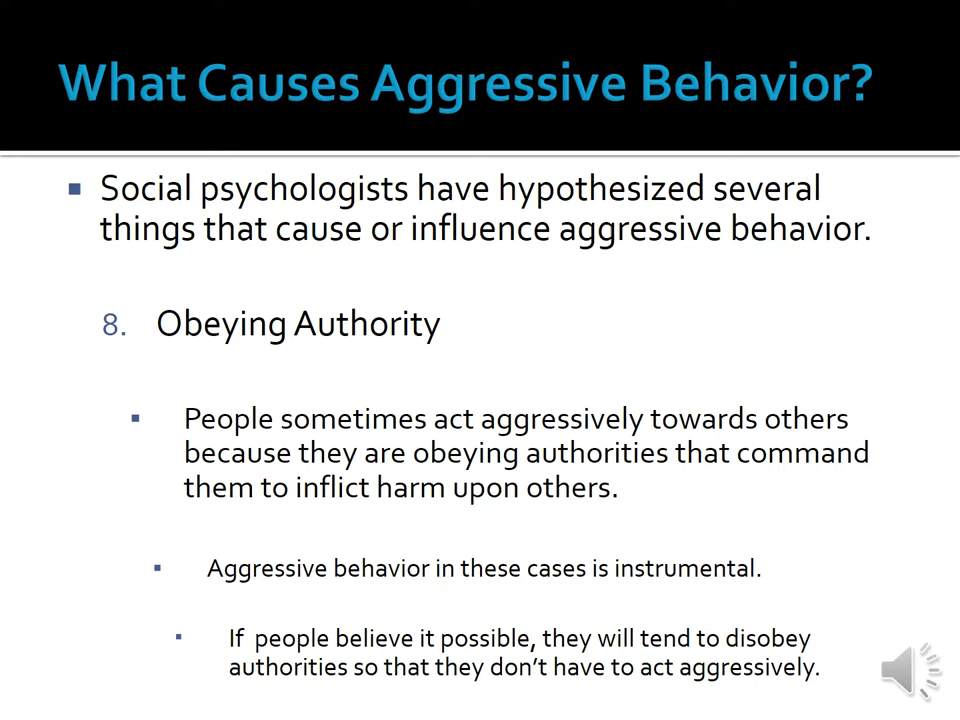 What Causes Aggressive Behavior?
▪ Social psychologists have hypothesized several
things that cause or influence aggressive behavior.
8. Obeying Authority
▪ People sometimes act aggressively towards others
because they are obeying authorities that command
them to inflict harm upon others.
▪ Aggressive behavior in these cases is instrumental.
▪ If  people believe it possible, they will tend to disobey
authorities so that they don’t have to act aggressively.